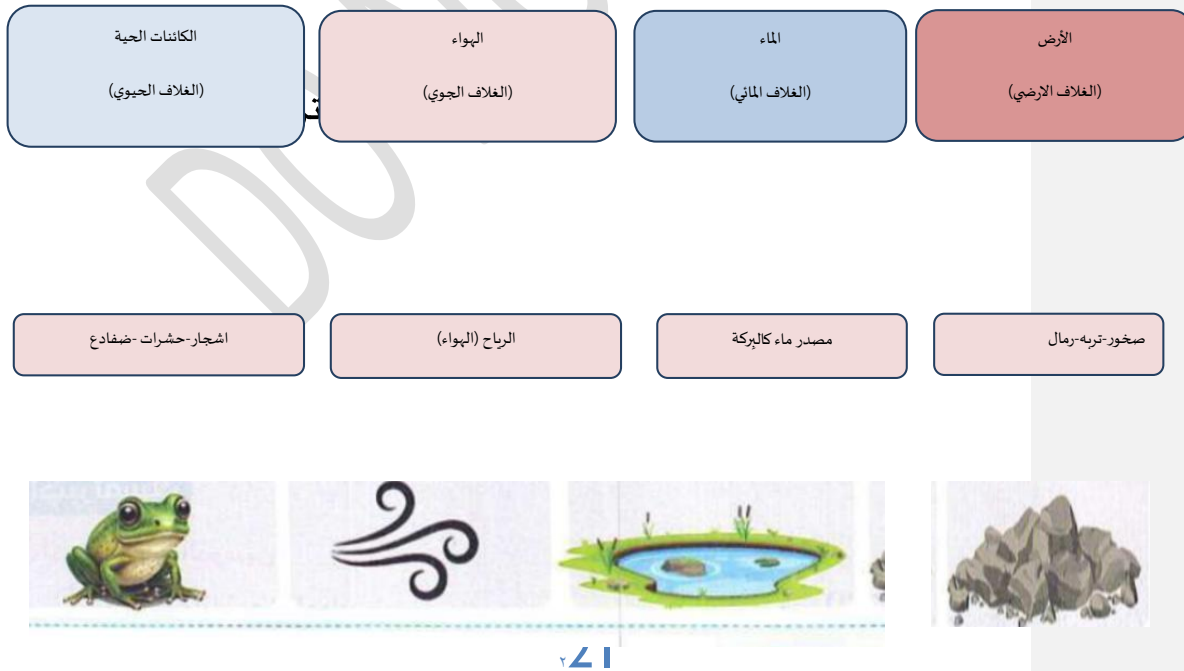 الأرض
(الغلاف الارضي)
الماء
(الغلاف المائي)
الهواء
(الغلاف الجوي)
الكائنات الحية
(الغلاف الحيوي)
صخور-تربه-رمال
مصدر ماء كالبركة
الرياح (الهواء)
اشجار-حشرات -ضفادع